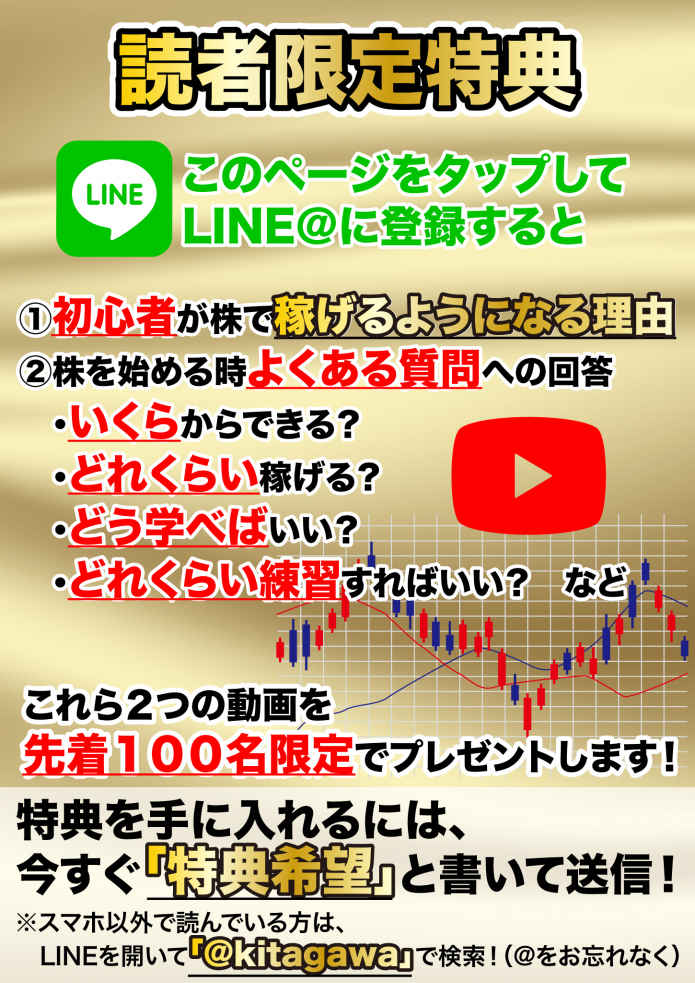 読者限定特典
LINE
このページをタップして
LINE@に登録すると
①初心者が株で稼げるようになる理由
②株を始める時よくある質問への回答
・いくらからできる？
・どれくらい稼げる？
・どう学べばいい？
・どれくらい練習すればいい？　など
これら２つの動画を
先着１００名限定でプレゼントします！
特典を手に入れるには、
今すぐ「特典希望」と書いて送信！
※スマホ以外で読んでいる方は、
LINEを開いて「@kitagawa」で検索！（@をお忘れなく）